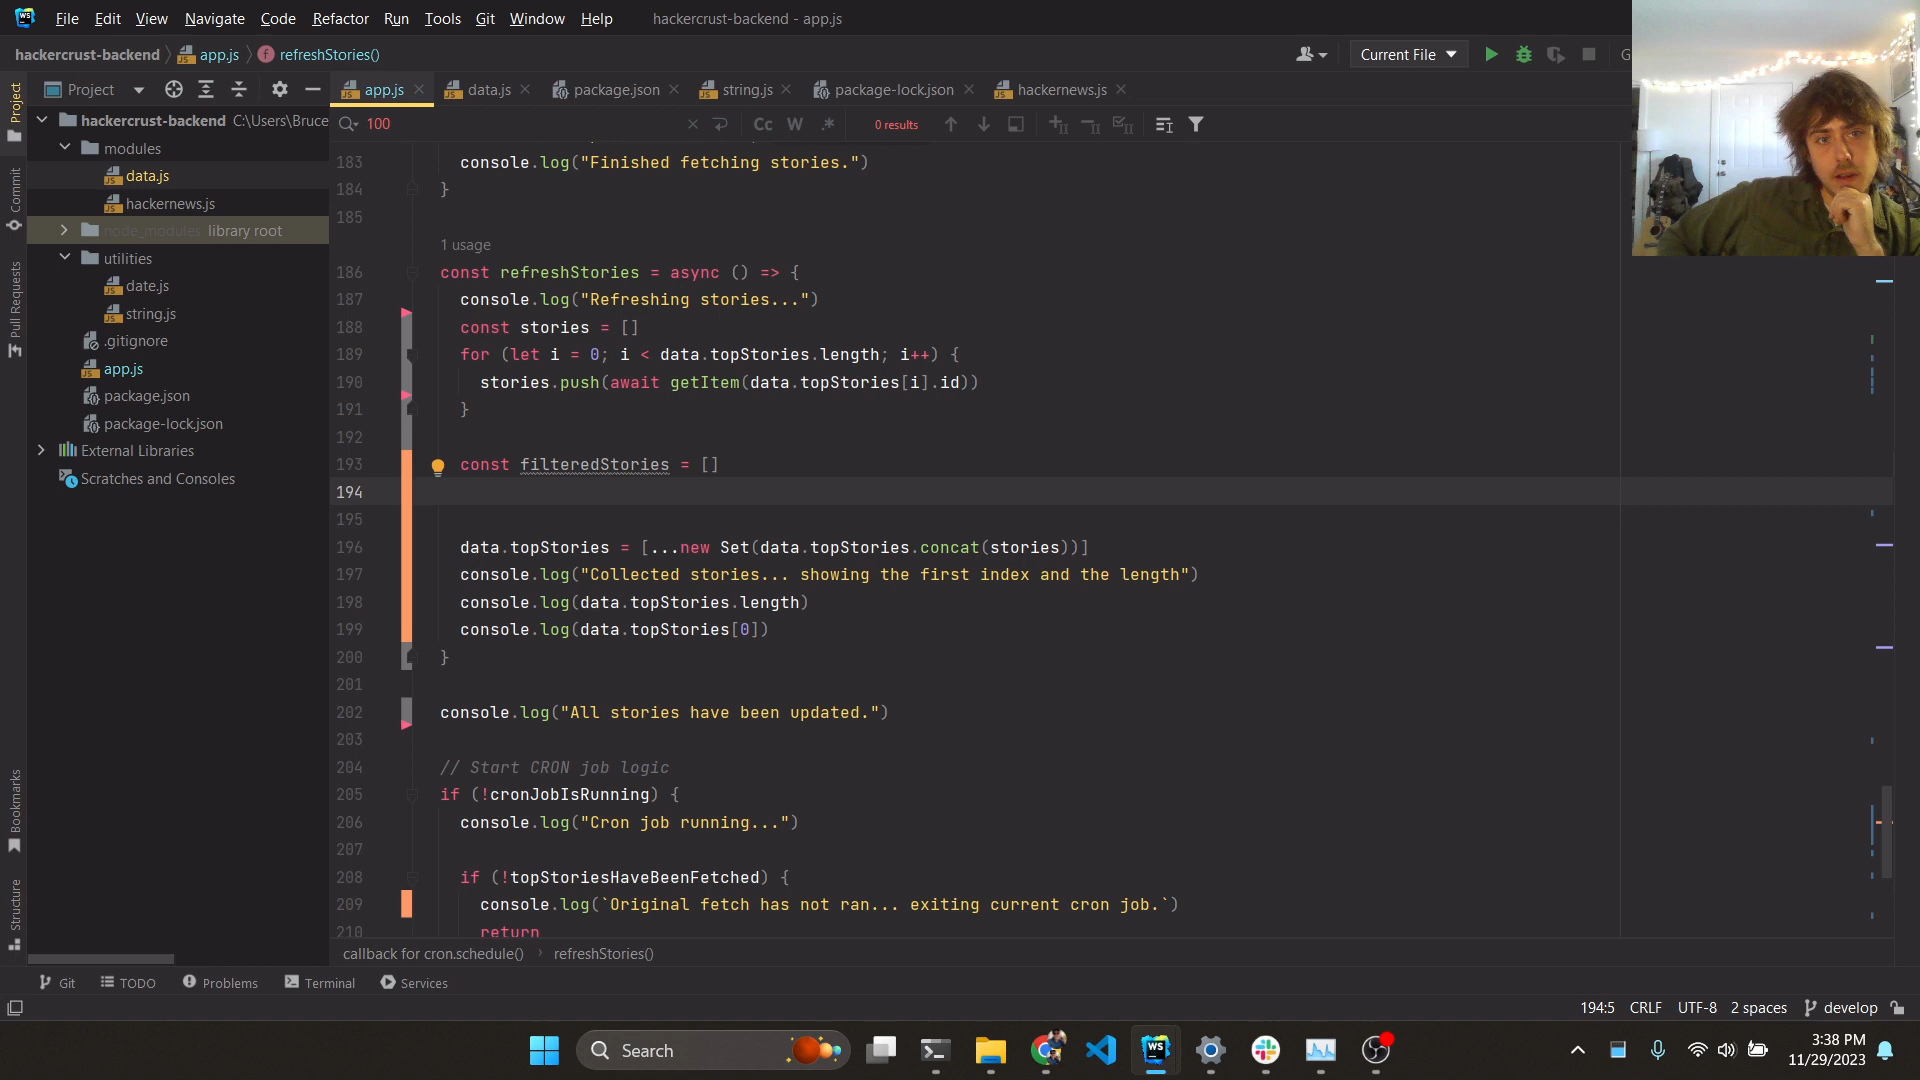 File Edit View Navigate Code Refactor Run Tools Git Window Help hackercrust-backend - app.js
hackercrust-backend app.js refreshStories() Current File
Project app.js data.js package.json string.js package-lock.json hackernews.js
100 Cc W .* 0 results
Project
Commit
Pull Requests
Bookmarks
Structure
hackercrust-backend C:\Users\Bruce
modules
data.js
hackernews.js
node_modules library root
utilities
date.js
string.js
.gitignore
app.js
package.json
package-lock.json
External Libraries
Scratches and Consoles
183 console.log("Finished fetching stories.")
184 }
185
1 usage
186 const refreshStories = async () => {
187 console.log("Refreshing stories...")
188 const stories = []
189 for (let i = 0; i < data.topStories.length; i++) {
190 stories.push(await getItem(data.topStories[i].id))
191 }
192
193 const filteredStories = []
194
195
196 data.topStories = [...new Set(data.topStories.concat(stories))]
197 console.log("Collected stories... showing the first index and the length")
198 console.log(data.topStories.length)
199 console.log(data.topStories[0])
200 }
201
202 console.log("All stories have been updated.")
203
204 // Start CRON job logic
205 if (!cronJobIsRunning) {
206 console.log("Cron job running...")
207
208 if (!topStoriesHaveBeenFetched) {
209 console.log(`Original fetch has not ran... exiting current cron job.`)
210 return
callback for cron.schedule() refreshStories()
Git TODO Problems Terminal Services
194:5 CRLF UTF-8 2 spaces develop
Search
3:38 PM
11/29/2023